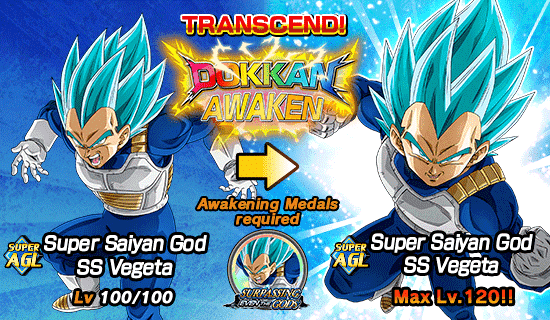 TRANSCEND!
DOKKAN
AWAKEN
Awakening Medals
required
SUPER
AGL
Super Saiyan God
SS Vegeta
Lv 100/100
SURPASSING
EVEN THE GODS
SUPER
AGL
Super Saiyan God
SS Vegeta
Max Lv.120!!